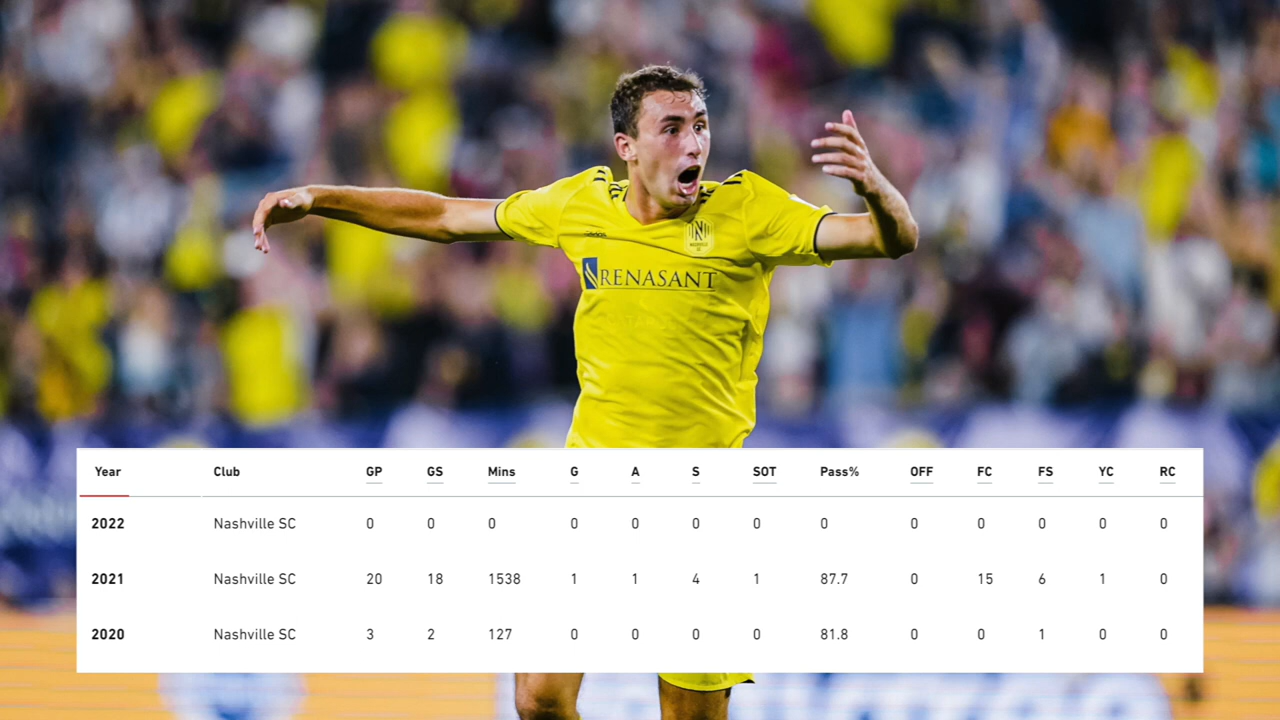 RENASANT
Year Club GP GS Mins G A S SOT Pass% OFF FC FS YC RC
2022 Nashville SC 0 0 0 0 0 0 0 0 0 0 0 0 0
2021 Nashville SC 20 18 1538 1 1 4 1 87.7 0 15 6 1 0
2020 Nashville SC 3 2 127 0 0 0 0 81.8 0 0 1 0 0